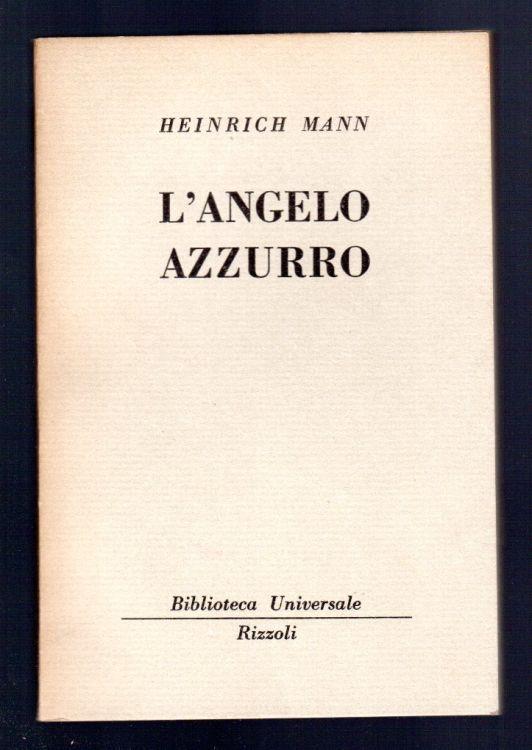 HEINRICH MANN
L'ANGELO
AZZURRO
Biblioteca Universale
Rizzoli